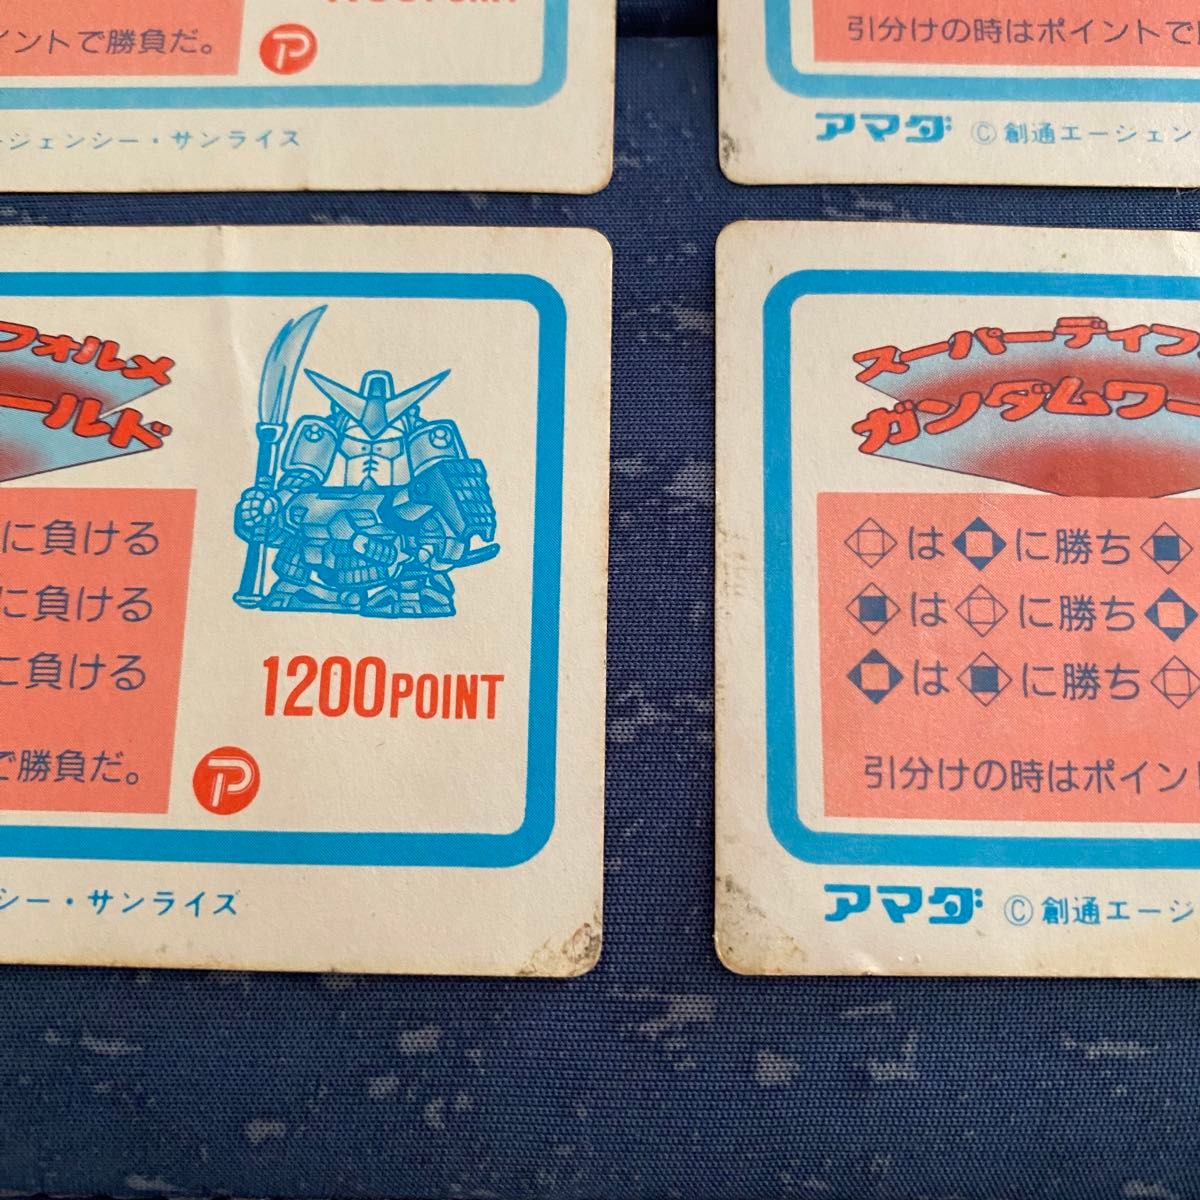 イントで勝負だ。
ージェンシー・サンライズ
引分けの時はポイントで
アマダ ©創通エージェン
フォルメ
ールド
に負ける
に負ける
に負ける
で勝負だ。
1200POINT
シー・サンライズ
スーパーディフ
ガンダムワー
は に勝ち
は に勝ち
は に勝ち
引分けの時はポイン
アマダ ©創通エージ